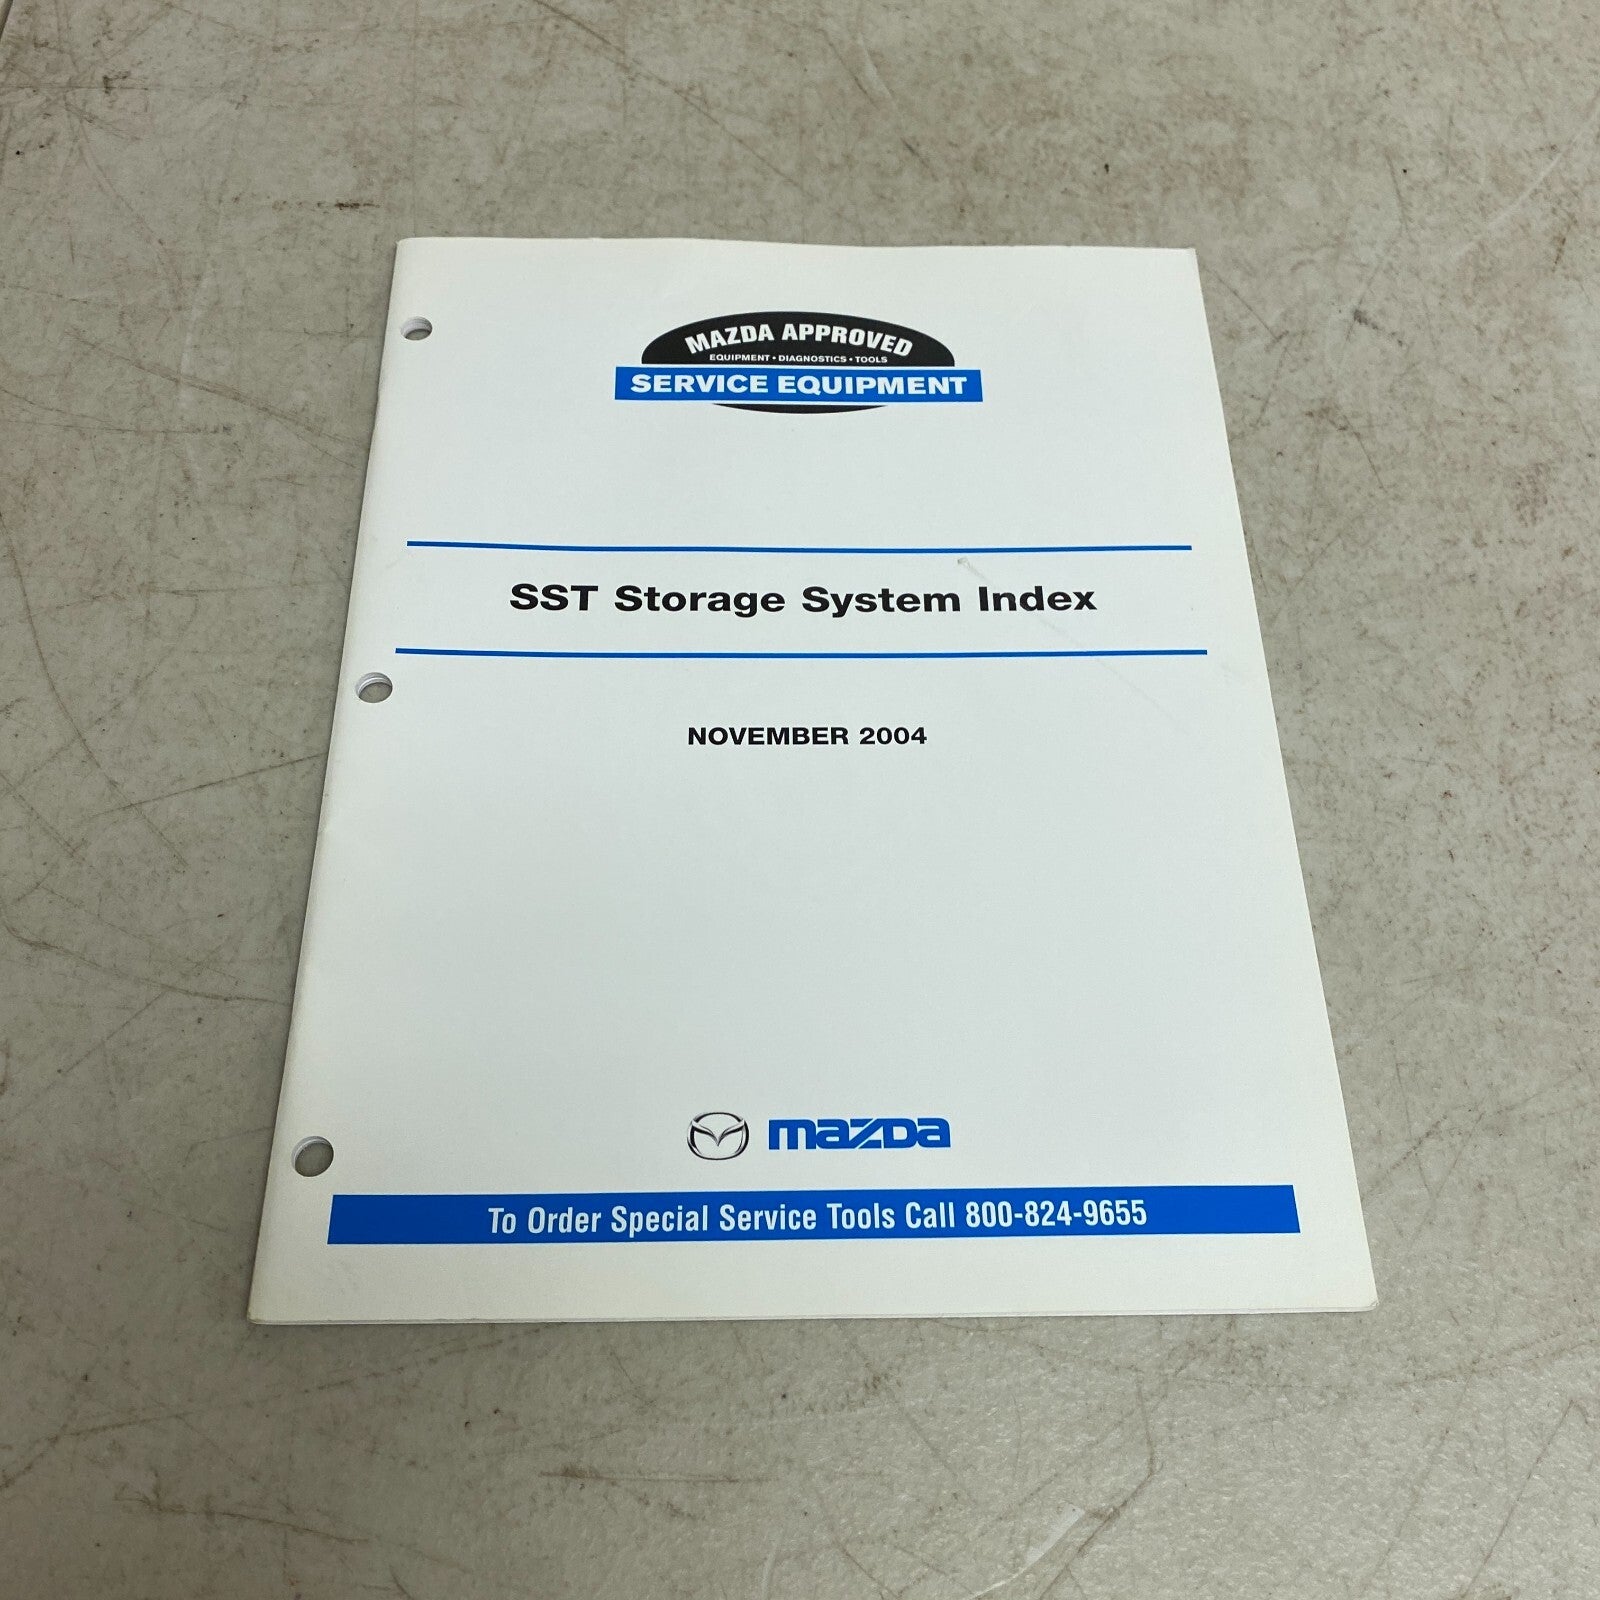 MAZDA APPROVED
EQUIPMENT • DIAGNOSTICS • TOOLS
SERVICE EQUIPMENT
SST Storage System Index
NOVEMBER 2004
mazda
To Order Special Service Tools Call 800-824-9655